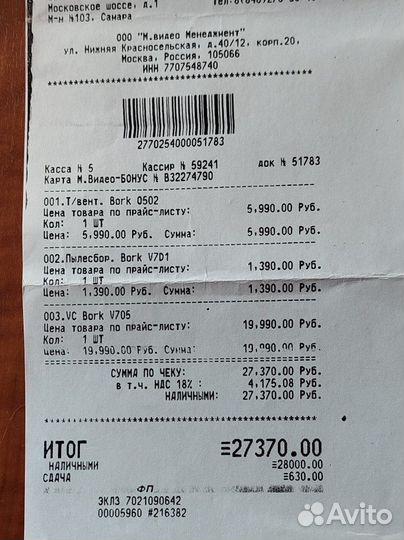 Московское шоссе, д.1
М-н №103, Самара
ООО "М.видео Менеджмент"
ул. Нижняя Красносельская, д.40/12, корп.20,
Москва, Россия, 105066
ИНН 7707548740
2770254000051783
Касса № 5 Кассир № 59241 док № 51783
Карта М.Видео-БОНУС № B32274790
001.Т/вент. Bork 0502
Цена товара по прайс-листу: 5,990.00 Руб.
Кол: 1 ШТ
Цена: 5,990.00 Руб. Сумма: 5,990.00 Руб.
002.Пылесбор. Bork V7D1
Цена товара по прайс-листу: 1,390.00 Руб.
Кол: 1 ШТ
Цена: 1,390.00 Руб. Сумма: 1,390.00 Руб.
003.VC Bork V705
Цена товара по прайс-листу: 19,990.00 Руб.
Кол: 1 ШТ
Цена: 19,990.00 Руб. Сумма: 19,990.00 Руб.
СУММА ПО ЧЕКУ: 27,370.00 Руб.
в т.ч. НДС 18% : 4,175.08 Руб.
НАЛИЧНЫМИ: 27,370.00 Руб.
ИТОГ =27370.00
НАЛИЧНЫМИ =28000.00
СДАЧА =630.00
ФП
ЭКЛЗ 7021090642
00005960 #216382
Avito